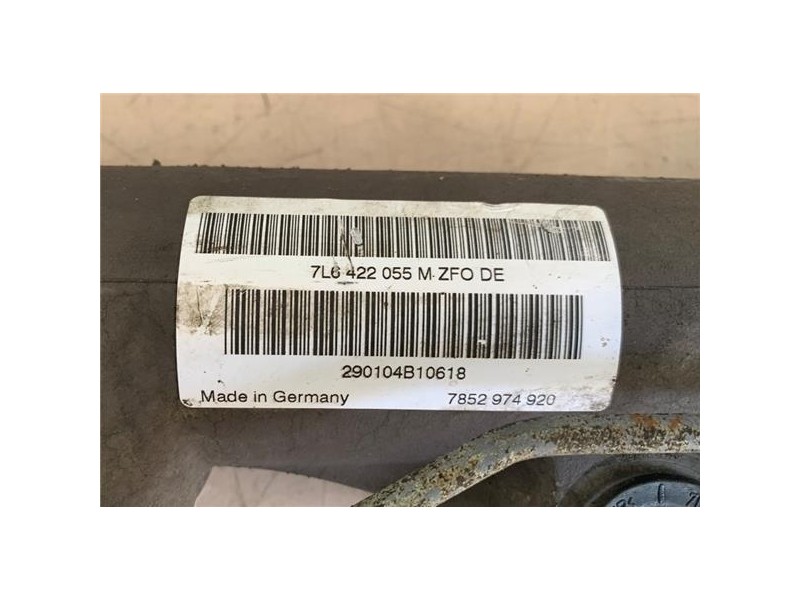 7L6 422 055 M ZFO DE
290104B10618
Made in Germany 7852 974 920